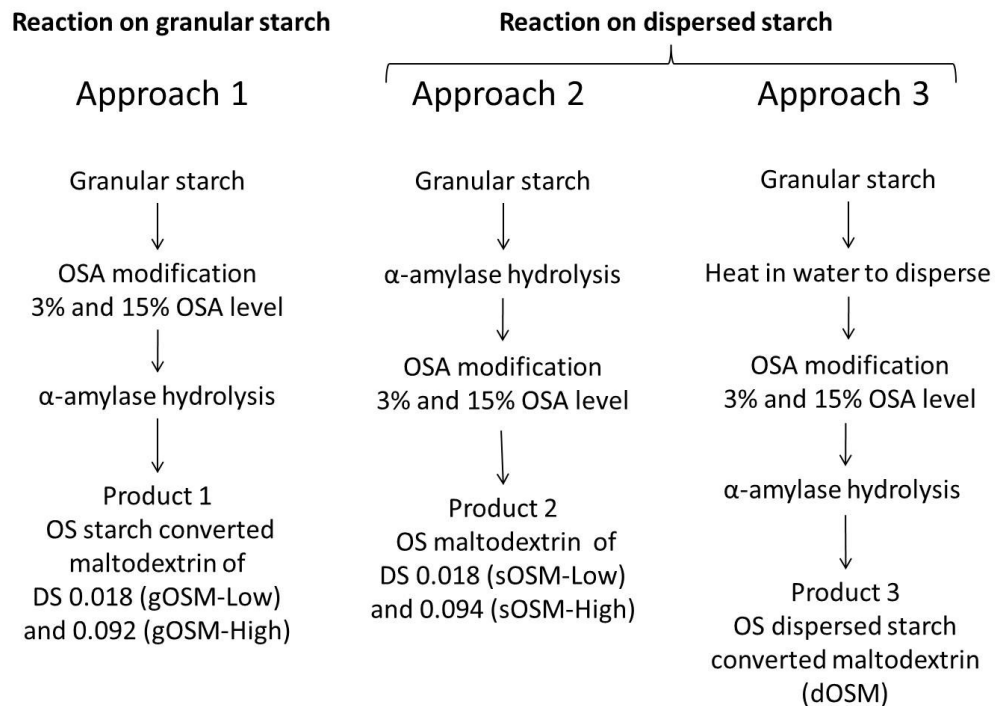 Reaction on granular starch
Reaction on dispersed starch
Approach 1
Approach 2
Approach 3
Granular starch
OSA modification
3% and 15% OSA level
α-amylase hydrolysis
Product 1
OS starch converted
maltodextrin of
DS 0.018 (gOSM-Low)
and 0.092 (gOSM-High)
Granular starch
α-amylase hydrolysis
OSA modification
3% and 15% OSA level
Product 2
OS maltodextrin of
DS 0.018 (sOSM-Low)
and 0.094 (sOSM-High)
Granular starch
Heat in water to disperse
OSA modification
3% and 15% OSA level
α-amylase hydrolysis
Product 3
OS dispersed starch
converted maltodextrin
(dOSM)